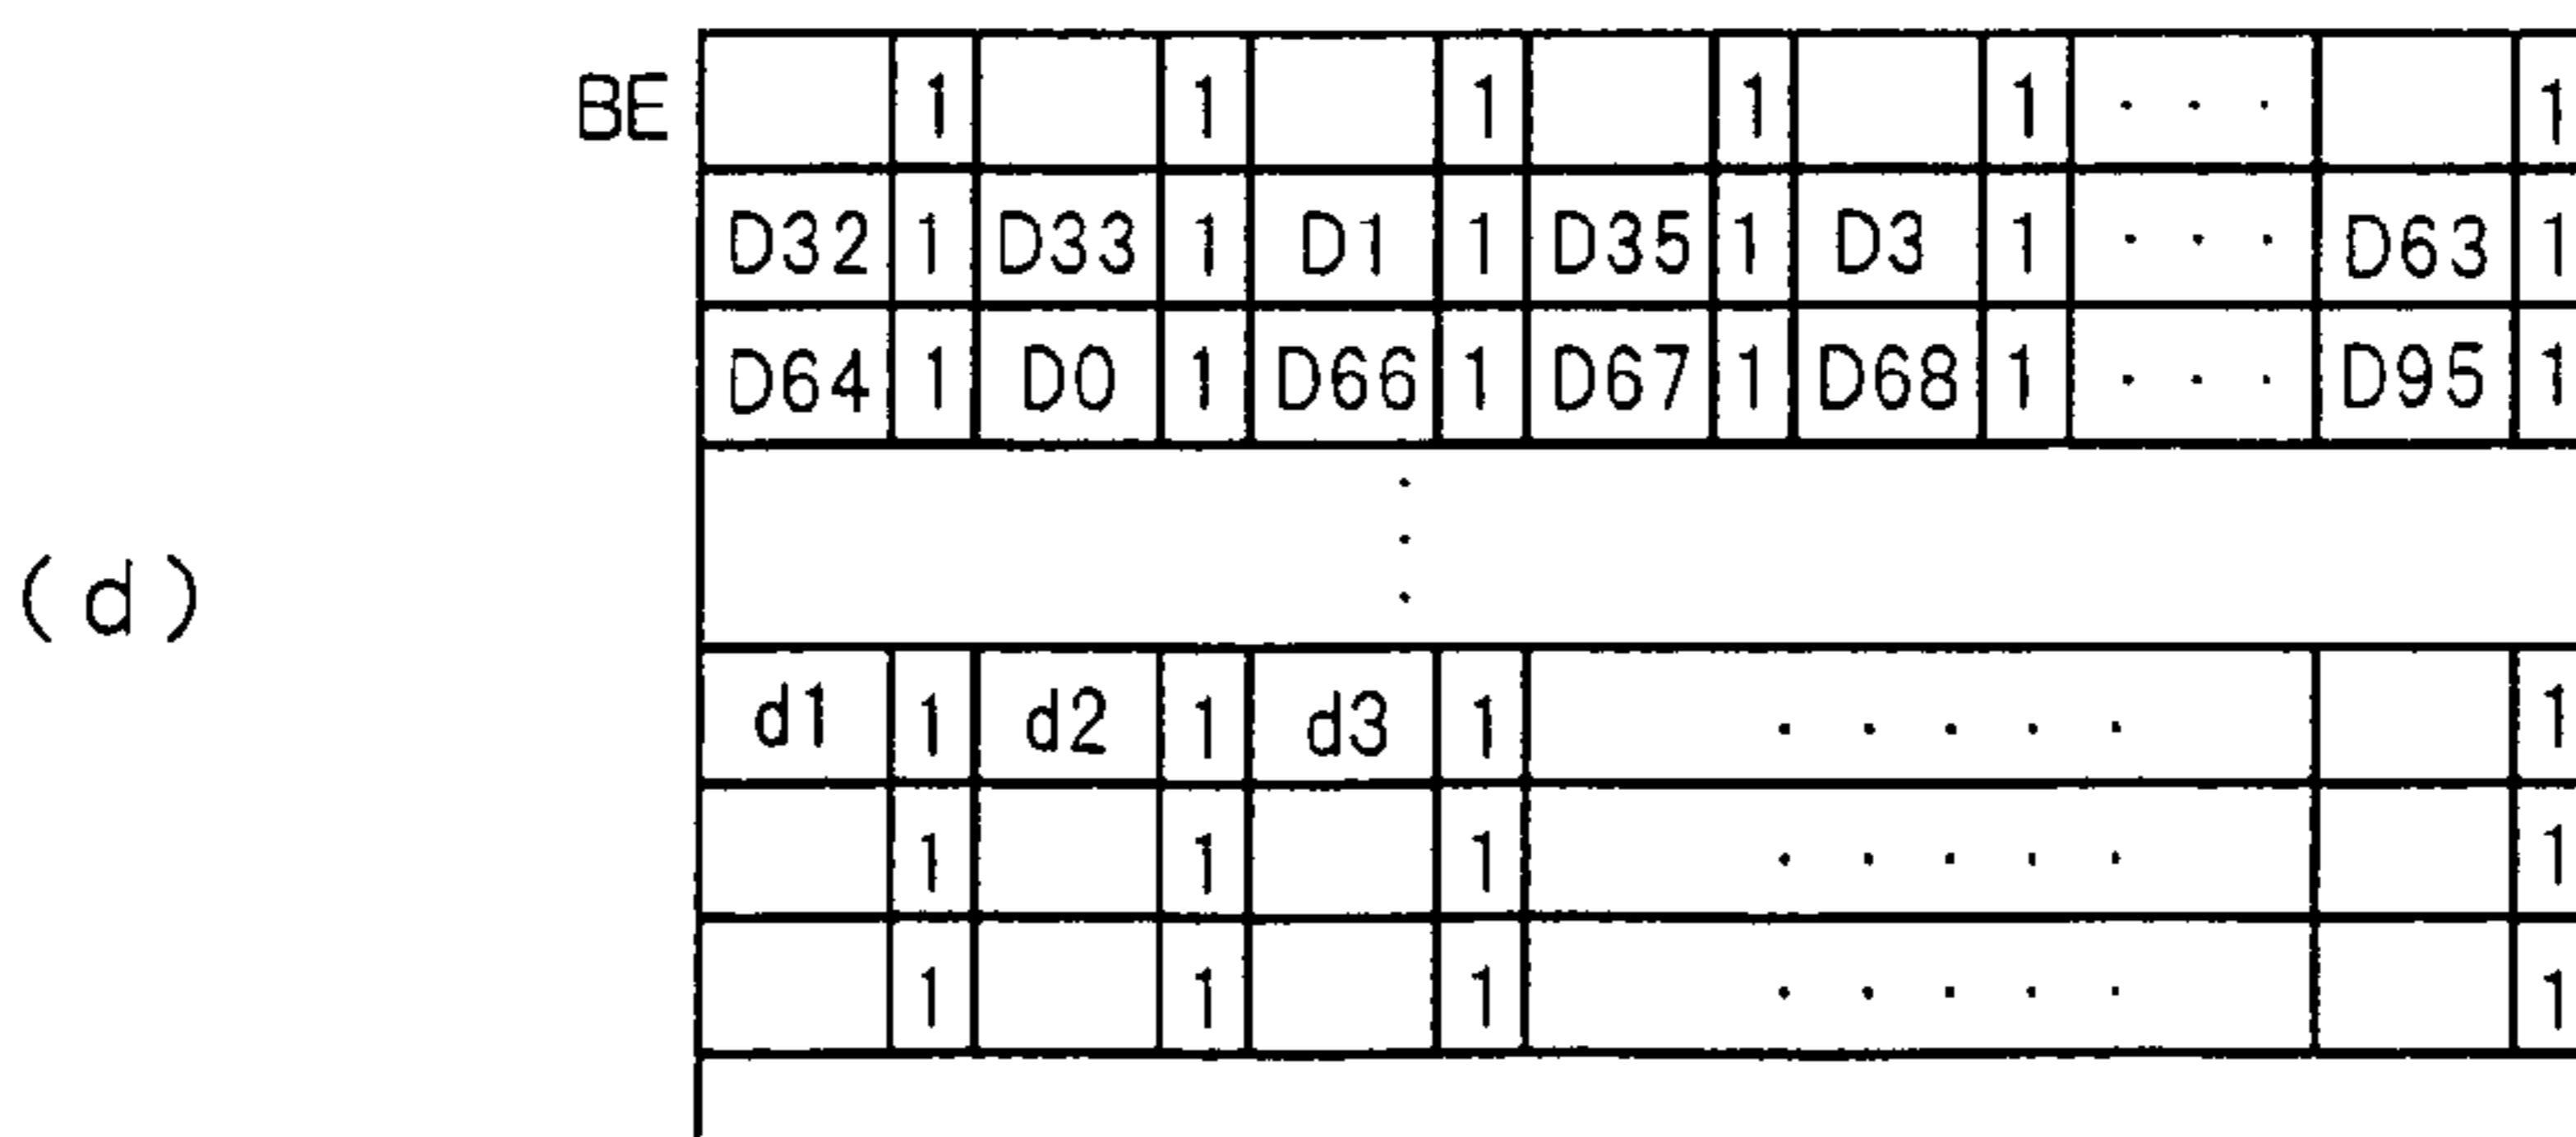 BE 1 1 1 1 1 · · · 1
D32 1 D33 1 D1 1 D35 1 D3 1 · · · D63 1
D64 1 D0 1 D66 1 D67 1 D68 1 · · · D95 1
(d)
d1 1 d2 1 d3 1 · · · · · 1
1 1 1 · · · · · 1
1 1 1 · · · · · 1